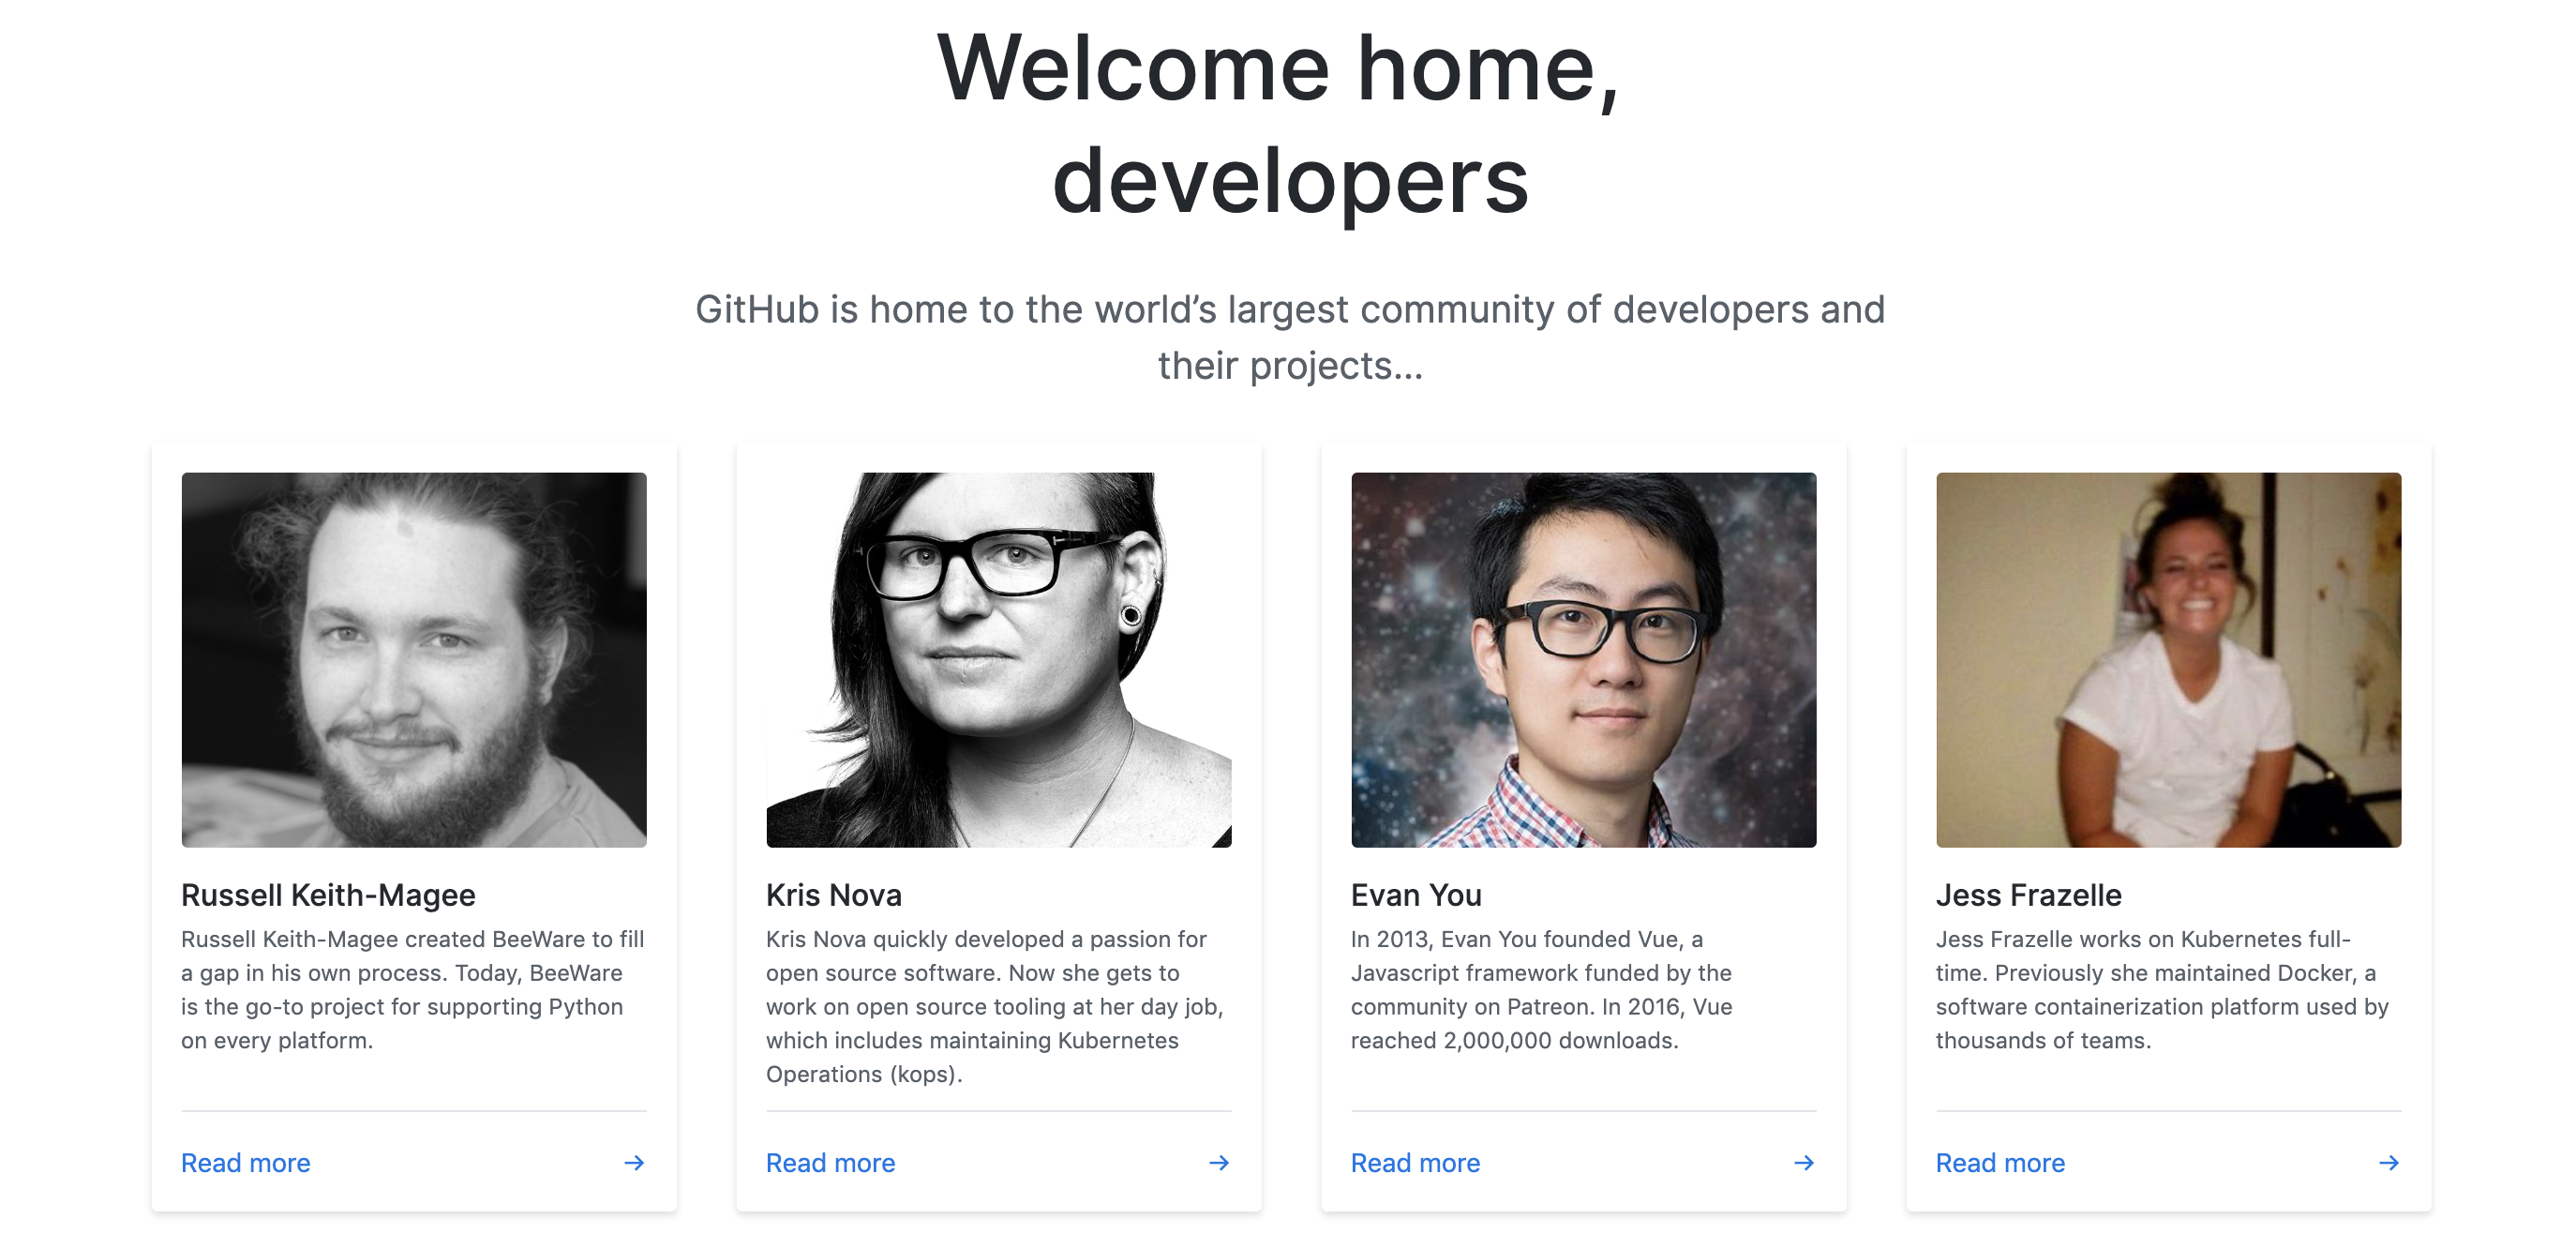 Welcome home,
developers
GitHub is home to the world’s largest community of developers and
their projects...
Russell Keith-Magee
Russell Keith-Magee created BeeWare to fill
a gap in his own process. Today, BeeWare
is the go-to project for supporting Python
on every platform.
Read more →
Kris Nova
Kris Nova quickly developed a passion for
open source software. Now she gets to
work on open source tooling at her day job,
which includes maintaining Kubernetes
Operations (kops).
Read more →
Evan You
In 2013, Evan You founded Vue, a
Javascript framework funded by the
community on Patreon. In 2016, Vue
reached 2,000,000 downloads.
Read more →
Jess Frazelle
Jess Frazelle works on Kubernetes full-
time. Previously she maintained Docker, a
software containerization platform used by
thousands of teams.
Read more →